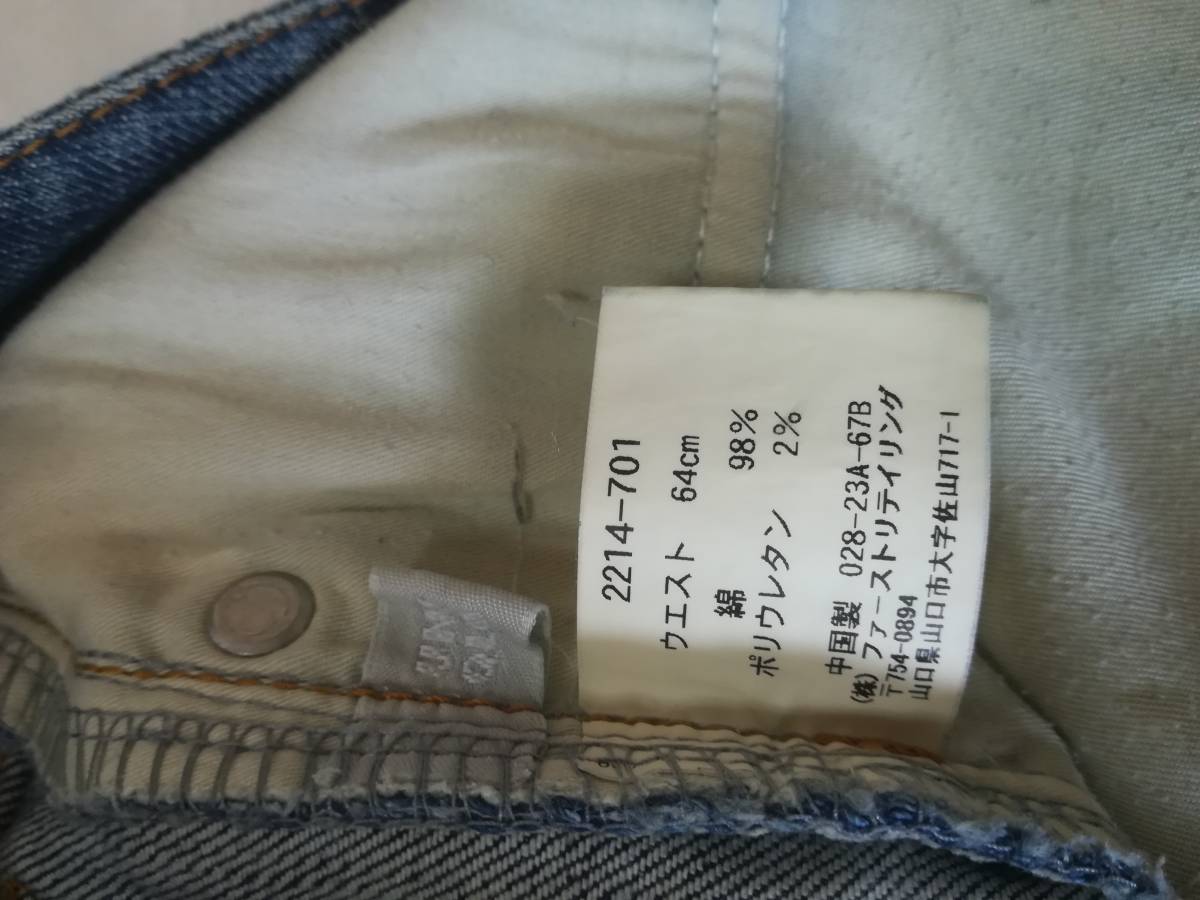 2214-701
ウエスト 64cm
綿 98%
ポリウレタン 2%
中国製 028-23A-67B
(株)ファーストリテイリング
〒754-0894
山口県山口市大字佐山717-1